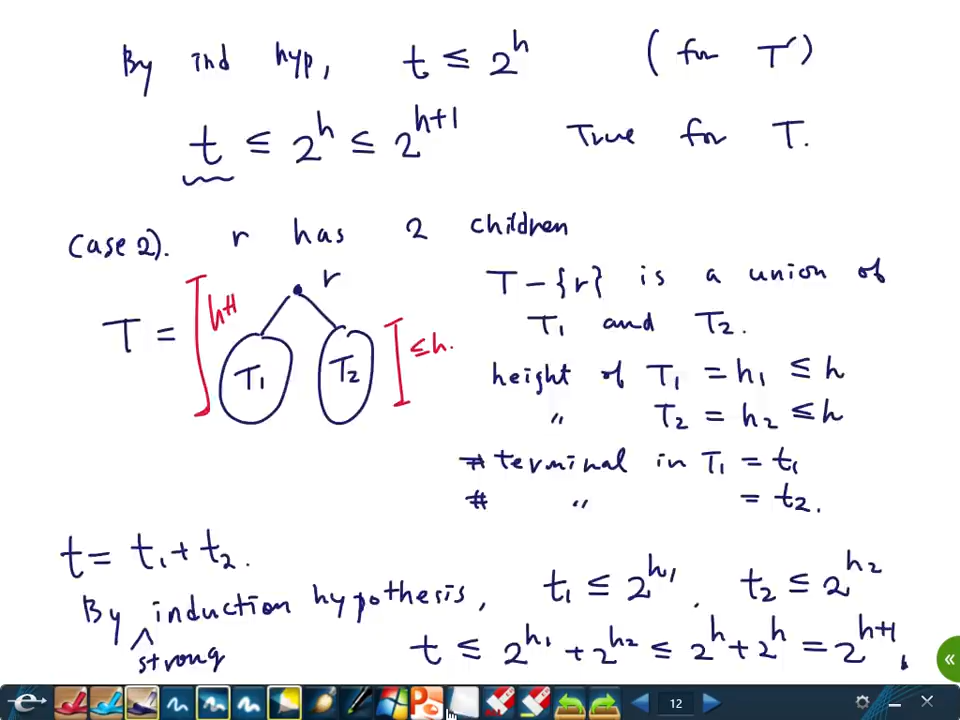 By ind hyp, t ≤ 2^h (for T')
t ≤ 2^h ≤ 2^{h+1} True for T.
Case 2). r has 2 children
r
T =
h+1
T1
T2
≤h.
T - {r} is a union of
T1 and T2.
height of T1 = h1 ≤ h
" T2 = h2 ≤ h
# terminal in T1 = t1
# " = t2.
t = t1 + t2.
By strong induction hypothesis, t1 ≤ 2^{h1}, t2 ≤ 2^{h2}
t ≤ 2^{h1} + 2^{h2} ≤ 2^h + 2^h = 2^{h+1}.
12